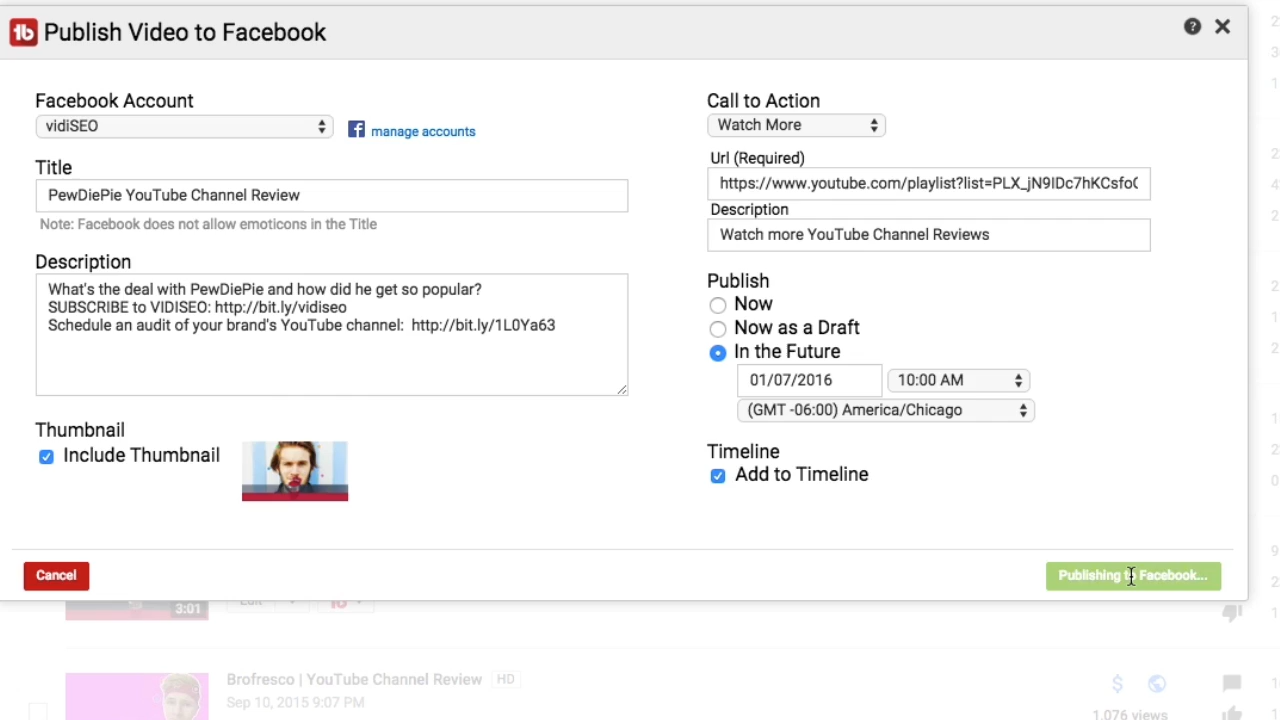 Publish Video to Facebook
Facebook Account
vidiSEO
manage accounts
Title
PewDiePie YouTube Channel Review
Note: Facebook does not allow emoticons in the Title
Description
What's the deal with PewDiePie and how did he get so popular?
SUBSCRIBE to VIDISEO: http://bit.ly/vidiseo
Schedule an audit of your brand's YouTube channel: http://bit.ly/1L0Ya63
Thumbnail
Include Thumbnail
Call to Action
Watch More
Url (Required)
https://www.youtube.com/playlist?list=PLX_jN9IDc7hKCsfo
Description
Watch more YouTube Channel Reviews
Publish
Now
Now as a Draft
In the Future
01/07/2016
10:00 AM
(GMT -06:00) America/Chicago
Timeline
Add to Timeline
Cancel
Publishing to Facebook...
3:01
Edit
Brofresco | YouTube Channel Review HD
Sep 10, 2015 9:07 PM
1,076 views